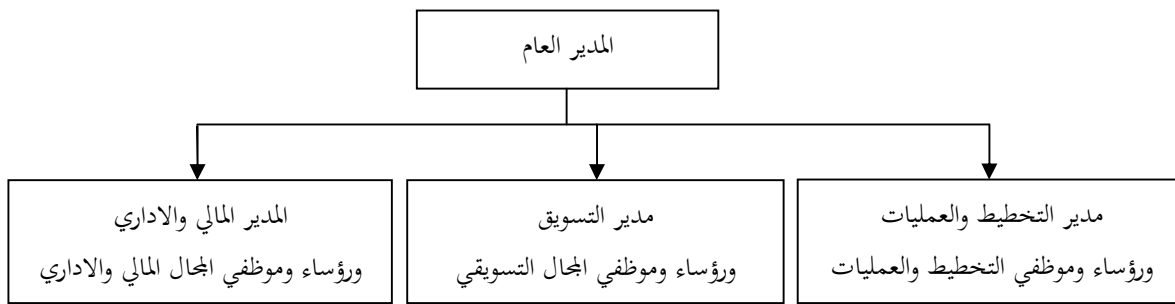 المدير العام
مدير التخطيط والعمليات
ورؤساء وموظفي التخطيط والعمليات
مدير التسويق
ورؤساء وموظفي المجال التسويقي
المدير المالي والاداري
ورؤساء وموظفي المجال المالي والاداري